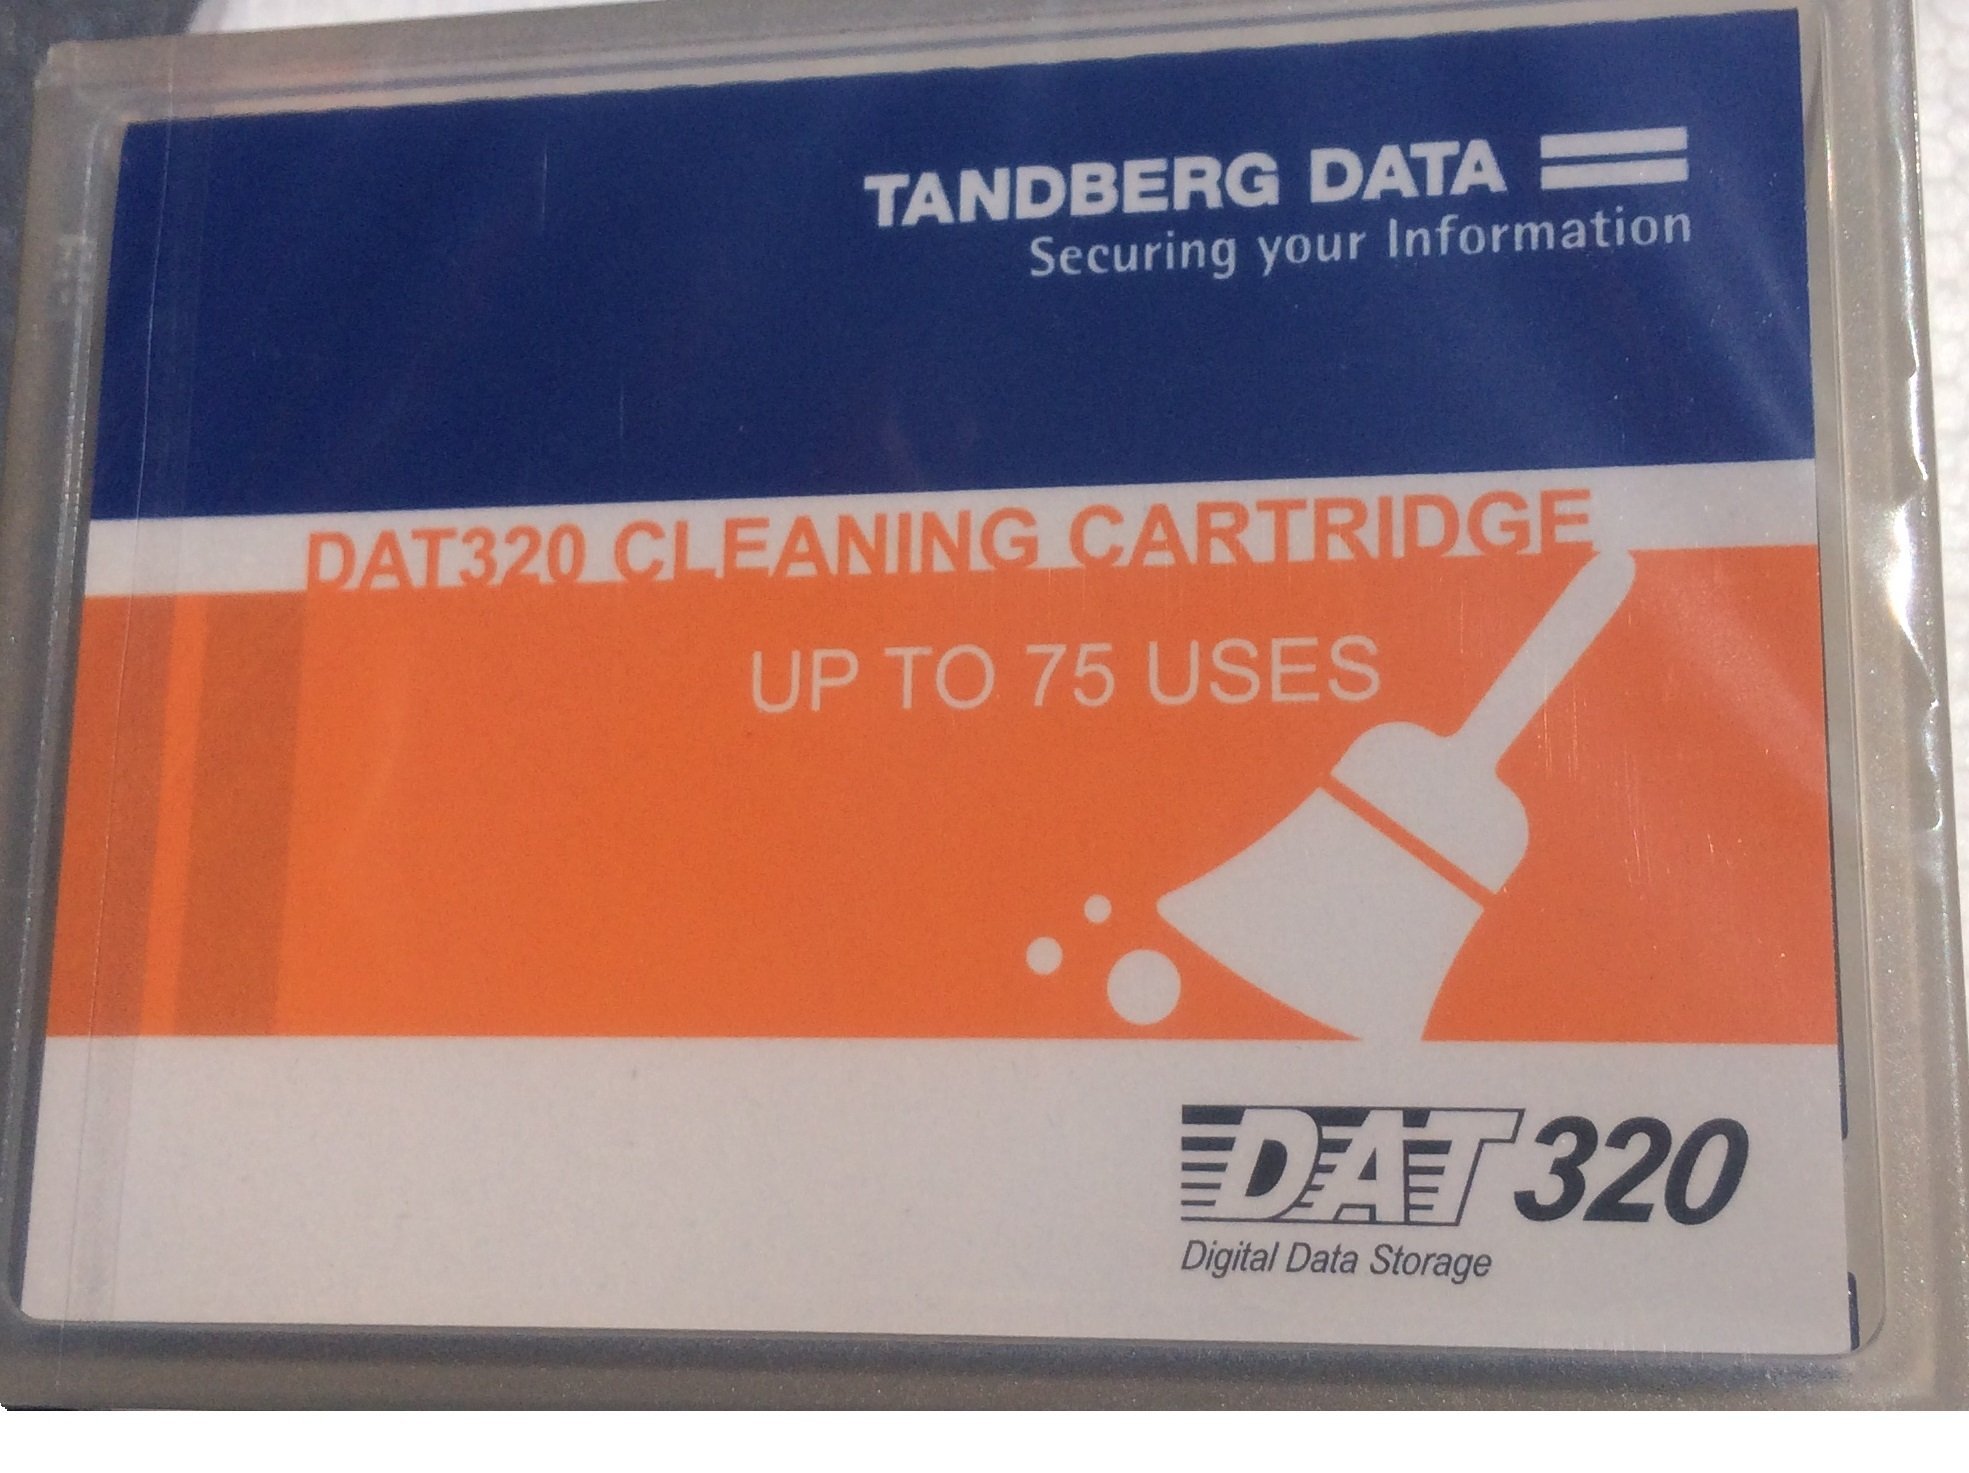 TANDBERG DATA
Securing your Information
DAT320 CLEANING CARTRIDGE
UP TO 75 USES
DAT 320
Digital Data Storage